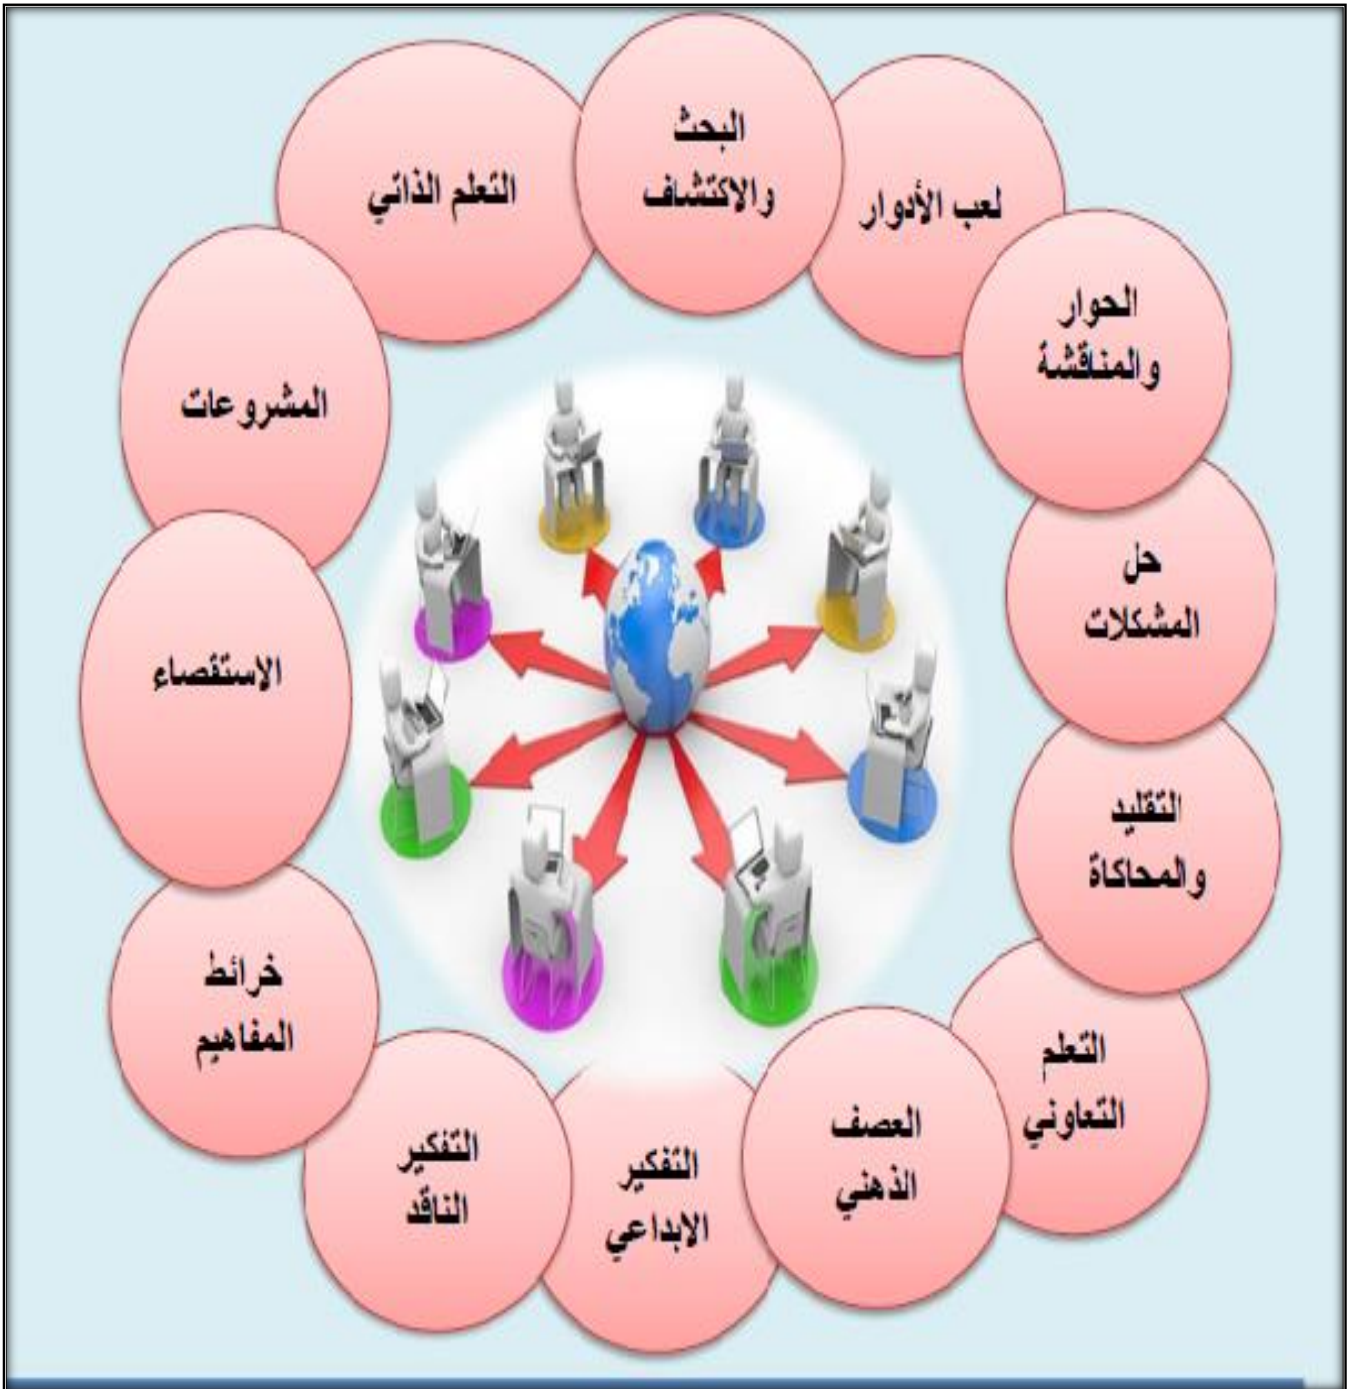 البحث
والاكتشاف
لعب الأدوار
الحوار
والمناقشة
حل
المشكلات
التقليد
والمحاكاة
التعلم
التعاوني
العصف
الذهني
التفكير
الابداعي
التفكير
الناقد
خرائط
المفاهيم
الاستقصاء
المشروعات
التعلم الذاتي